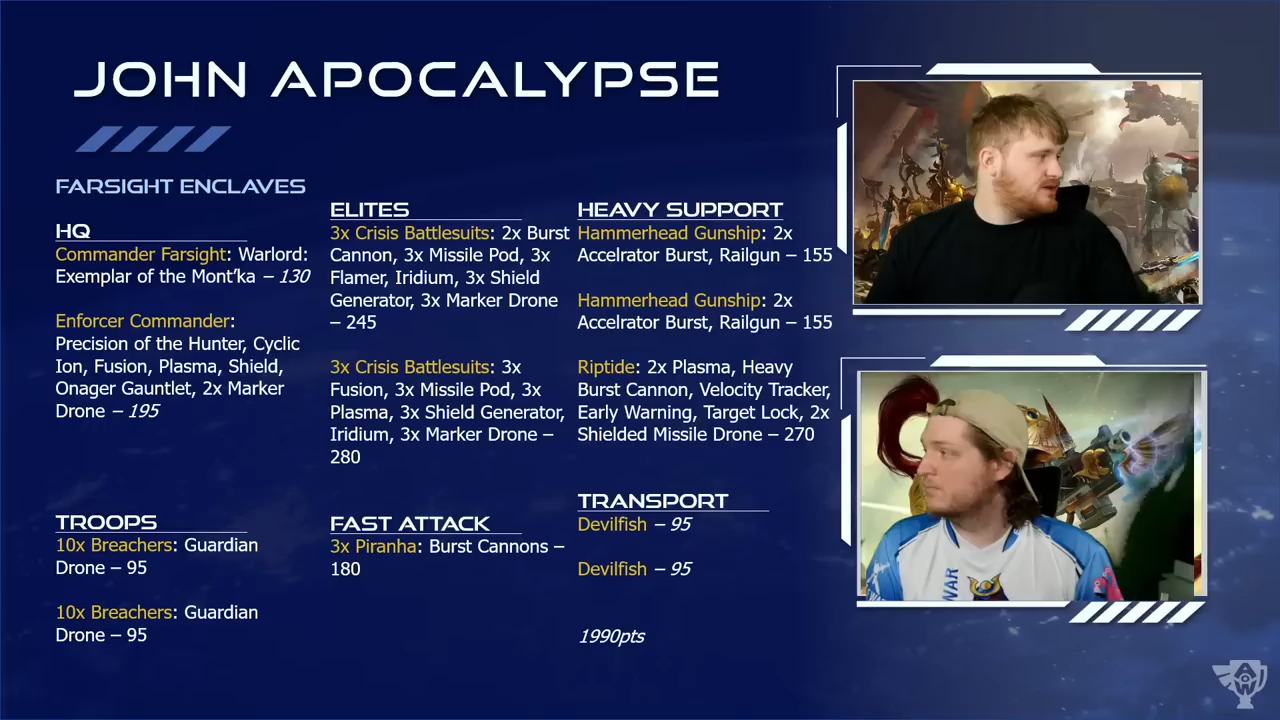 JOHN APOCALYPSE
FARSIGHT ENCLAVES
HQ
Commander Farsight: Warlord:
Exemplar of the Mont'ka – 130
Enforcer Commander:
Precision of the Hunter, Cyclic
Ion, Fusion, Plasma, Shield,
Onager Gauntlet, 2x Marker
Drone – 195
TROOPS
10x Breachers: Guardian
Drone – 95
10x Breachers: Guardian
Drone – 95
ELITES
3x Crisis Battlesuits: 2x Burst
Cannon, 3x Missile Pod, 3x
Flamer, Iridium, 3x Shield
Generator, 3x Marker Drone
– 245
3x Crisis Battlesuits: 3x
Fusion, 3x Missile Pod, 3x
Plasma, 3x Shield Generator,
Iridium, 3x Marker Drone –
280
FAST ATTACK
3x Piranha: Burst Cannons –
180
HEAVY SUPPORT
Hammerhead Gunship: 2x
Accelrator Burst, Railgun – 155
Hammerhead Gunship: 2x
Accelrator Burst, Railgun – 155
Riptide: 2x Plasma, Heavy
Burst Cannon, Velocity Tracker,
Early Warning, Target Lock, 2x
Shielded Missile Drone – 270
TRANSPORT
Devilfish – 95
Devilfish – 95
1990pts
WAR
AOW